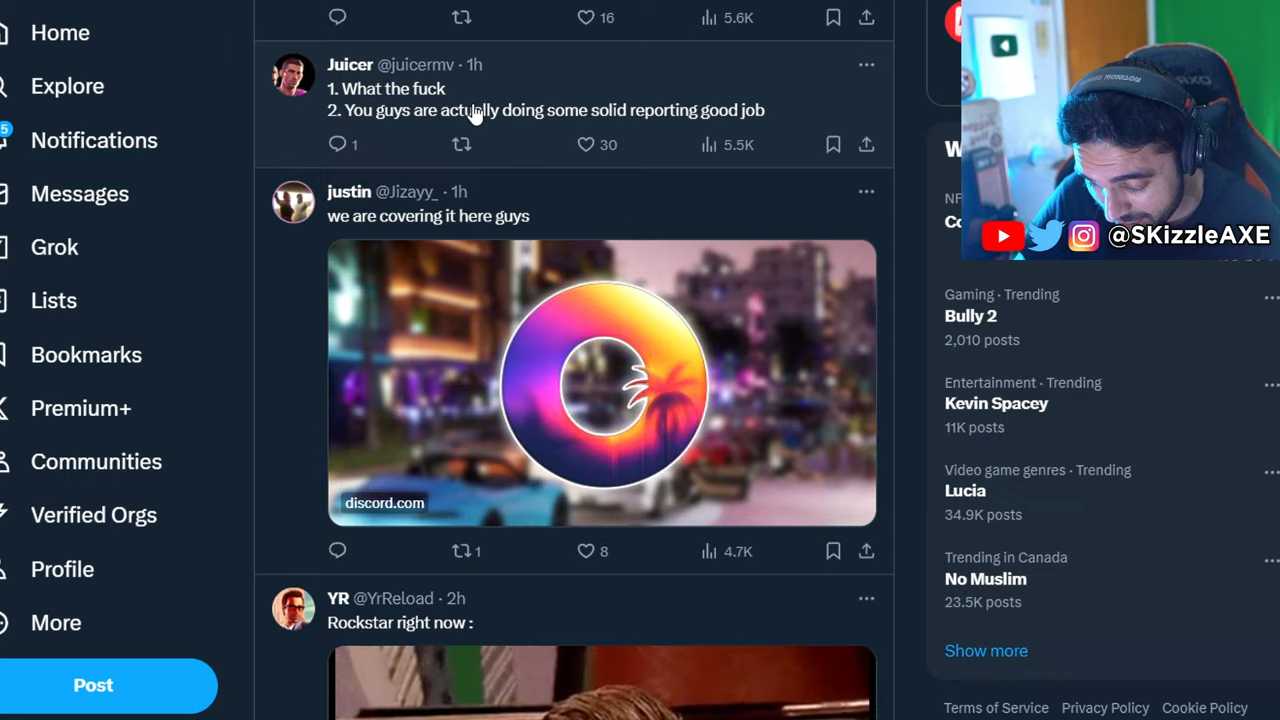 Home
Explore
5
Notifications
Messages
Grok
Lists
Bookmarks
Premium+
Communities
Verified Orgs
Profile
More
Post
16
5.6K
Juicer @juicermv · 1h
1. What the fuck
2. You guys are actually doing some solid reporting good job
1
30
5.5K
justin @Jizayy_ · 1h
we are covering it here guys
discord.com
1
8
4.7K
YR @YrReload · 2h
Rockstar right now :
@SKizzleAXE
Gaming · Trending
Bully 2
2,010 posts
Entertainment · Trending
Kevin Spacey
11K posts
Video game genres · Trending
Lucia
34.9K posts
Trending in Canada
No Muslim
23.5K posts
Show more
Terms of Service Privacy Policy Cookie Policy